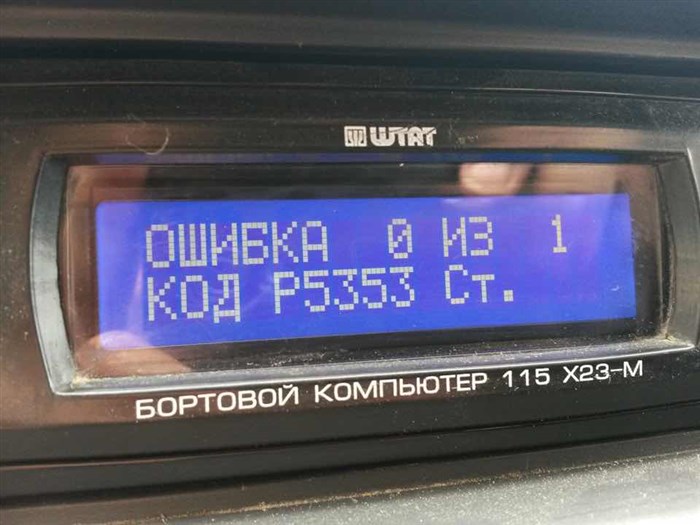 ШТАТ
ОШИБКА 0 ИЗ 1
КОД P5353 Ст.
БОРТОВОЙ КОМПЬЮТЕР 115 X23-М